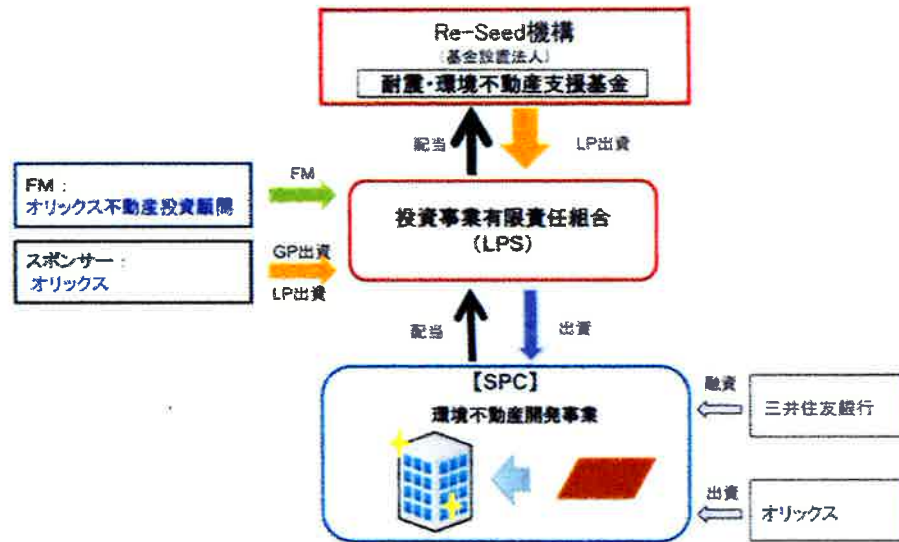 Re-Seed機構
（基金設置法人）
耐震・環境不動産支援基金
配当
LP出資
FM：
オリックス不動産投資顧問
FM
スポンサー：
オリックス
GP出資
LP出資
投資事業有限責任組合
（LPS）
配当
出資
【SPC】
環境不動産開発事業
融資
三井住友銀行
出資
オリックス